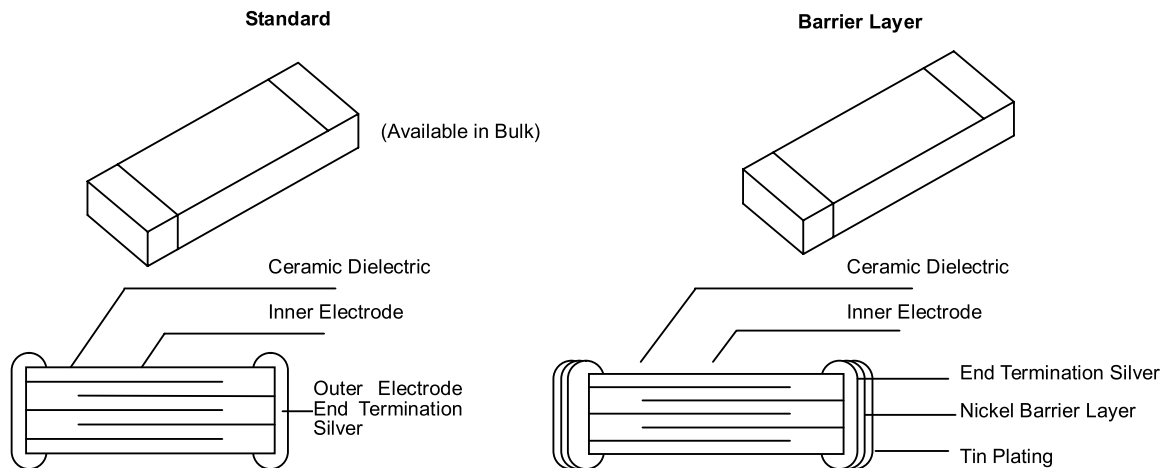 Standard
Barrier Layer
(Available in Bulk)
Ceramic Dielectric
Inner Electrode
Outer Electrode
End Termination
Silver
Ceramic Dielectric
Inner Electrode
End Termination Silver
Nickel Barrier Layer
Tin Plating